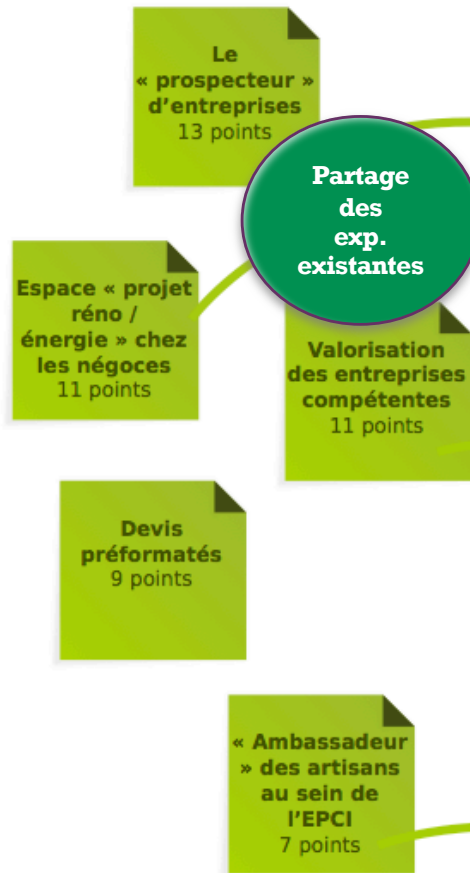 Le
« prospecteur »
d’entreprises
13 points
Partage
des
exp.
existantes
Espace « projet
réno /
énergie » chez
les négoces
11 points
Valorisation
des entreprises
compétentes
11 points
Devis
préformatés
9 points
« Ambassadeur
» des artisans
au sein de
l’EPCI
7 points